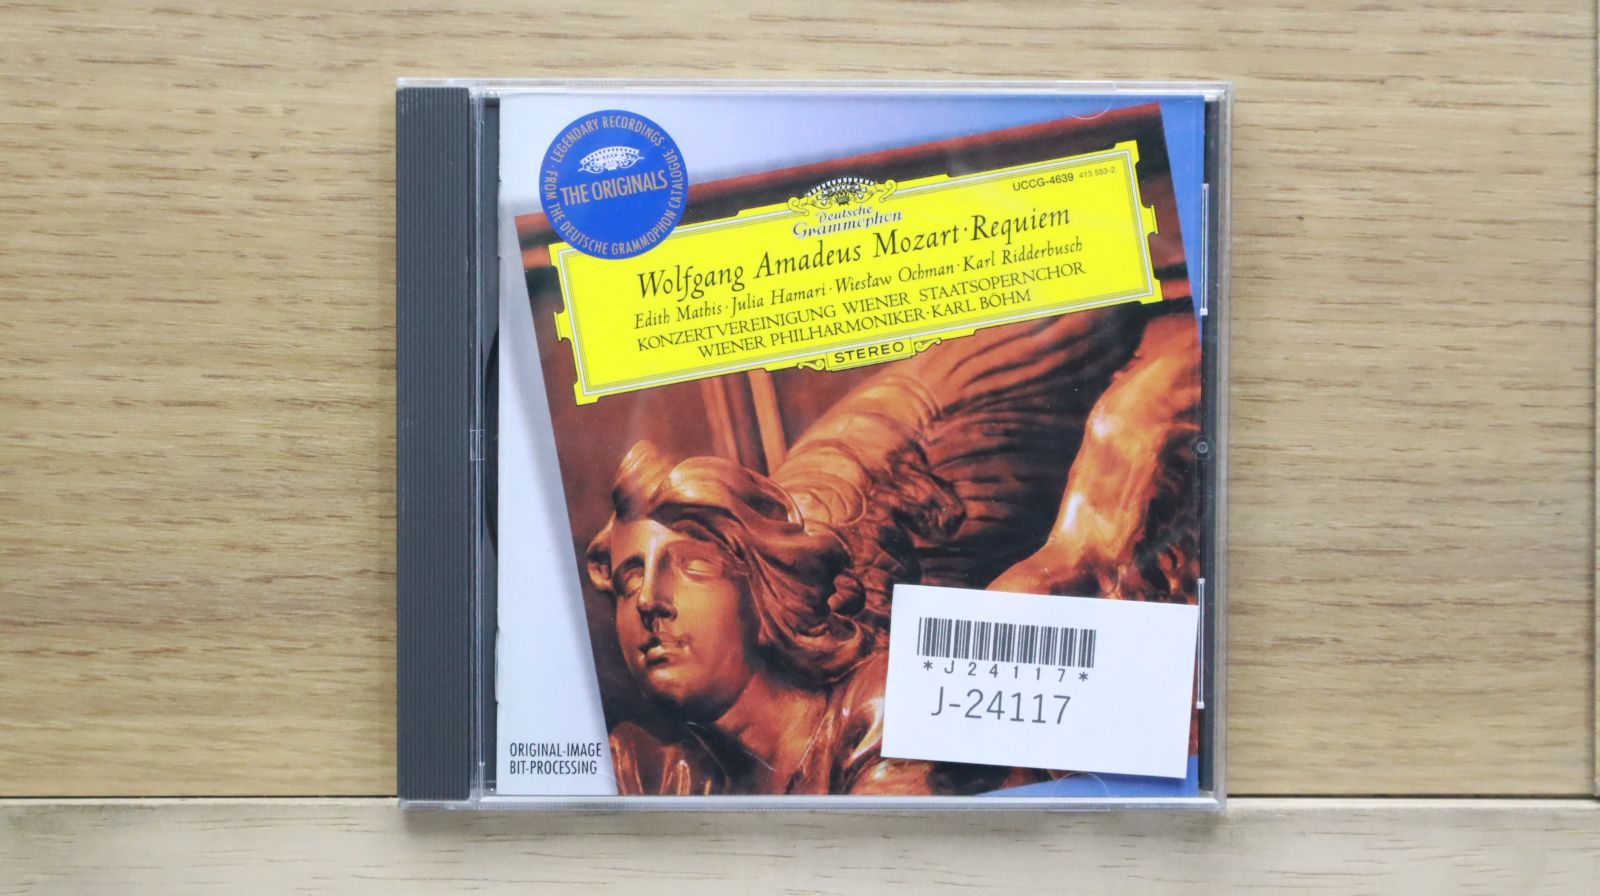 LEGENDARY RECORDINGS ·
THE ORIGINALS
· FROM THE DEUTSCHE GRAMMOPHON CATALOGUE
UCCG-4639 413 553-2
Deutsche
Grammophon
Wolfgang Amadeus Mozart·Requiem
Edith Mathis·Julia Hamari·Wiesław Ochman·Karl Ridderbusch
KONZERTVEREINIGUNG WIENER STAATSOPERNCHOR
WIENER PHILHARMONIKER·KARL BÖHM
STEREO
*J24117*
J-24117
ORIGINAL-IMAGE
BIT-PROCESSING